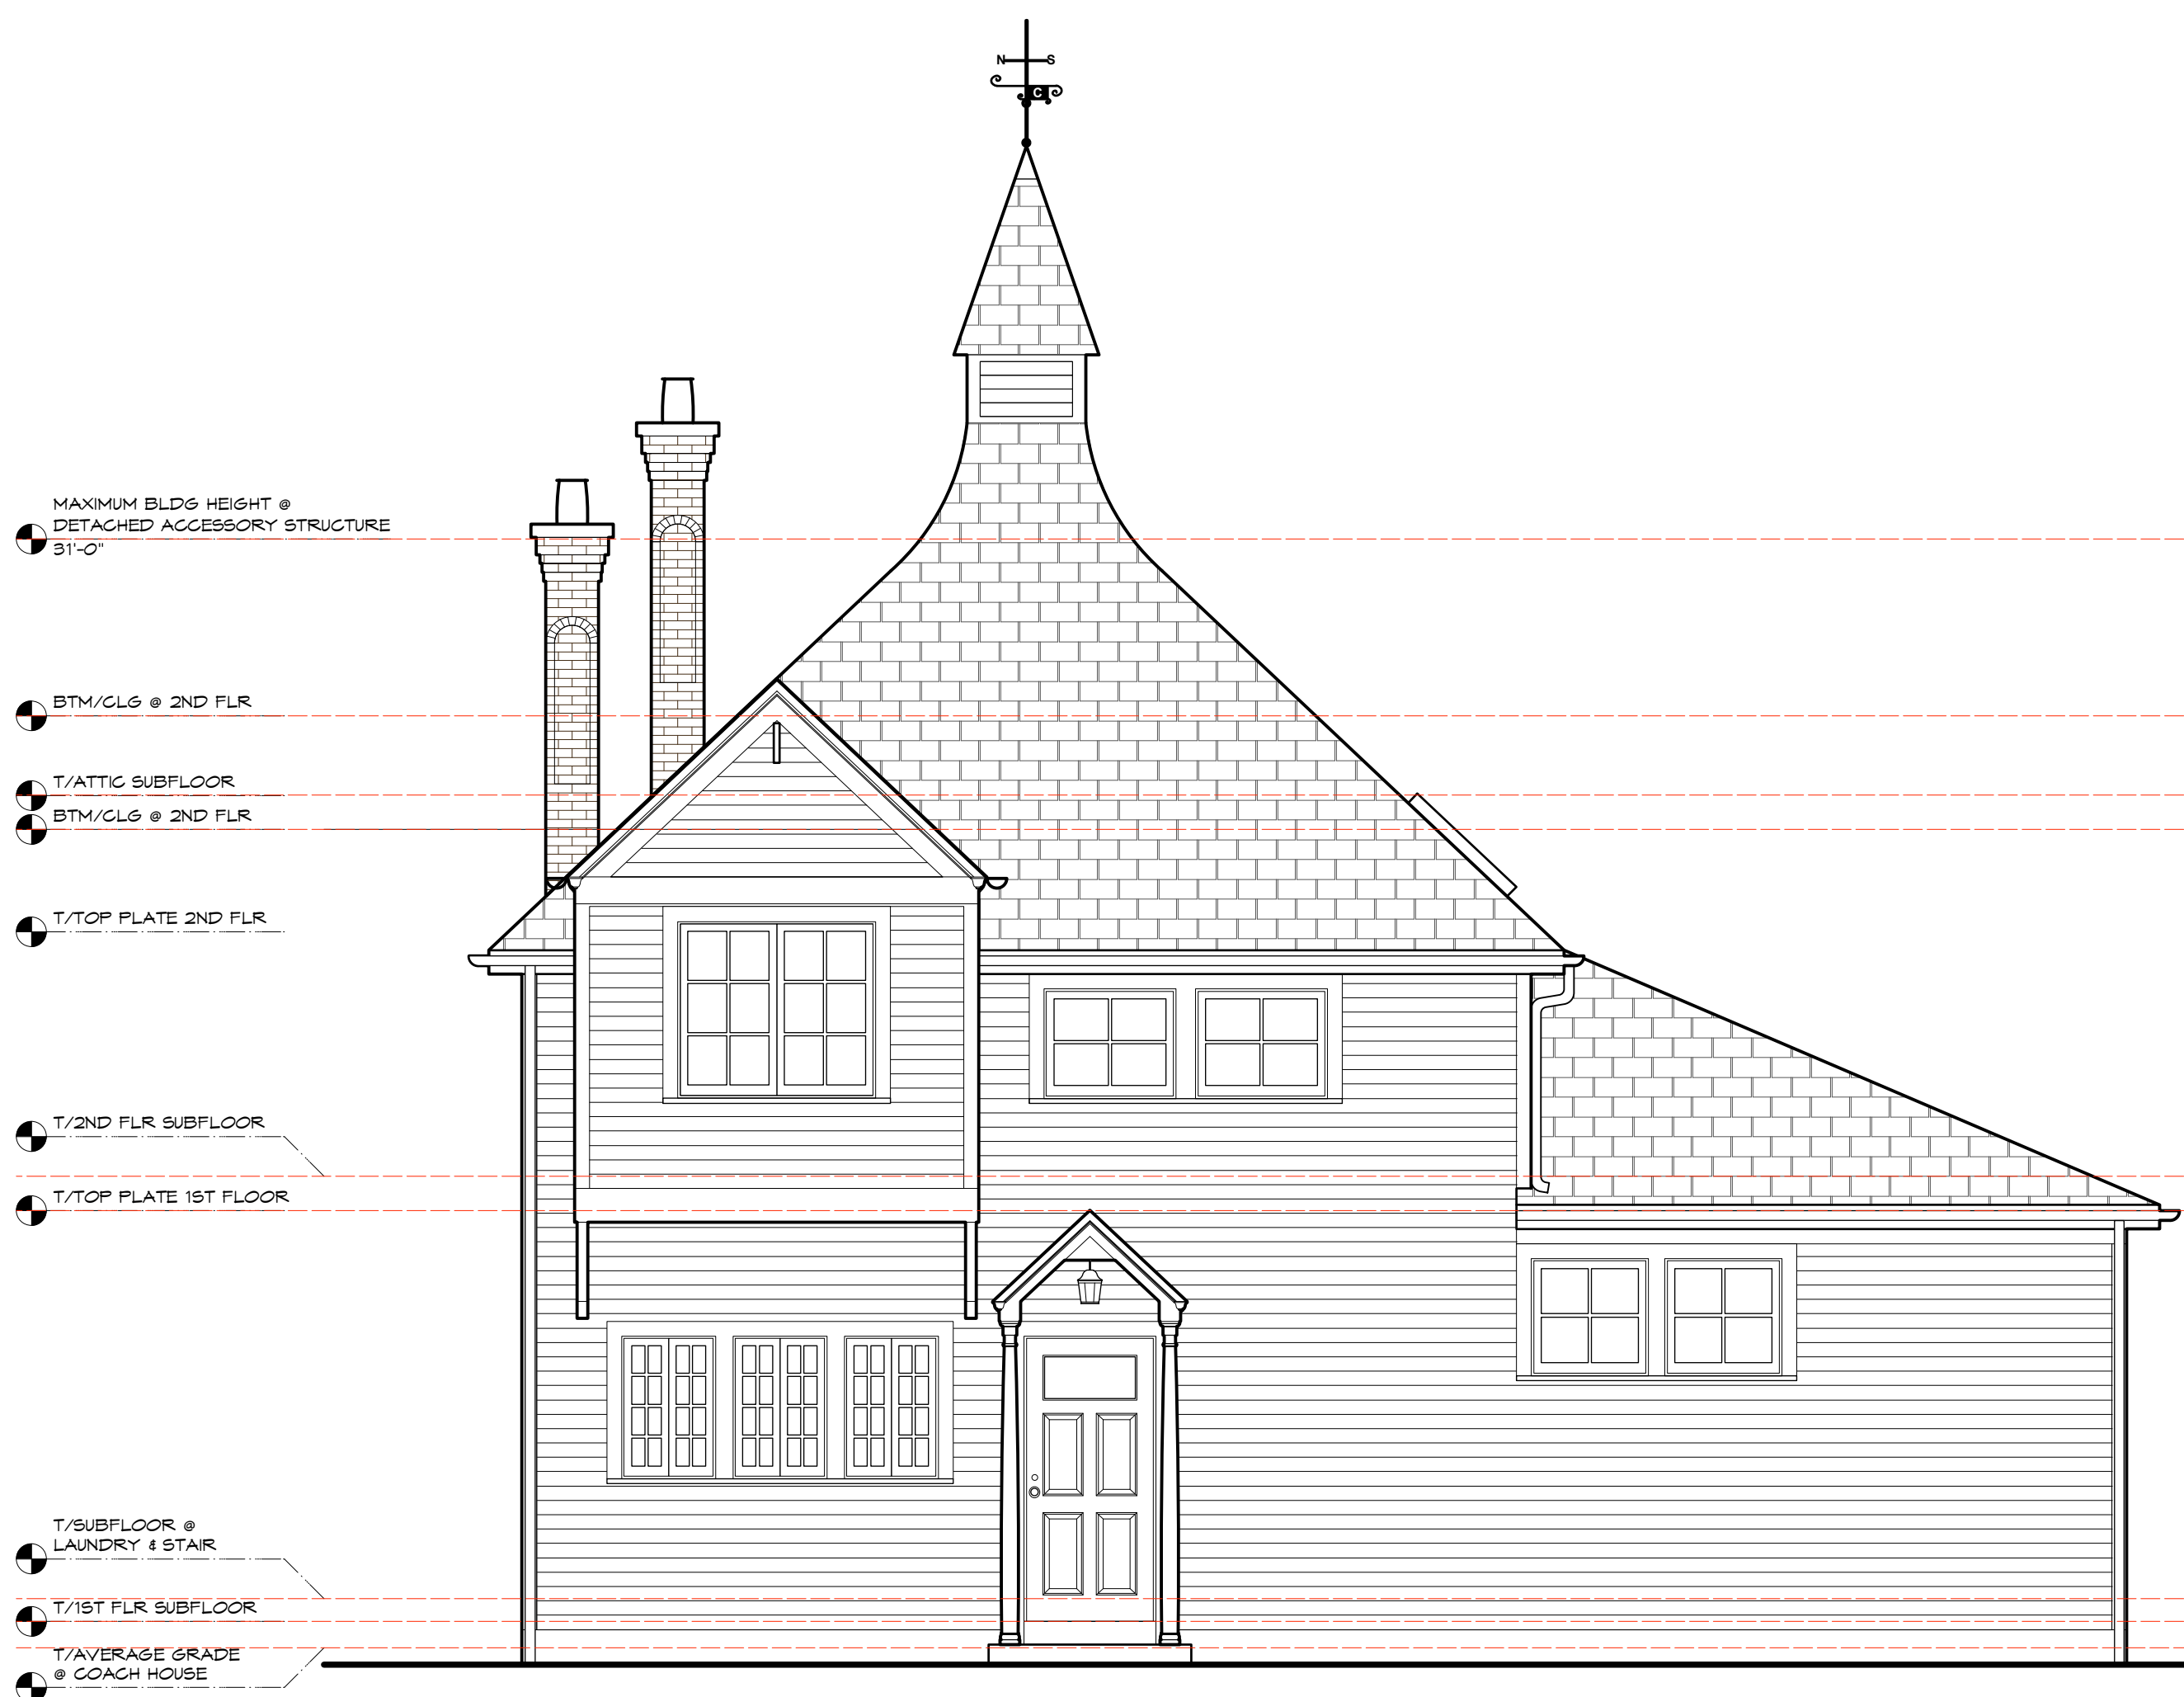 N S
C
MAXIMUM BLDG HEIGHT @
DETACHED ACCESSORY STRUCTURE
31'-0"
BTM/CLG @ 2ND FLR
T/ATTIC SUBFLOOR
BTM/CLG @ 2ND FLR
T/TOP PLATE 2ND FLR
T/2ND FLR SUBFLOOR
T/TOP PLATE 1ST FLOOR
T/SUBFLOOR @
LAUNDRY & STAIR
T/1ST FLR SUBFLOOR
T/AVERAGE GRADE
@ COACH HOUSE